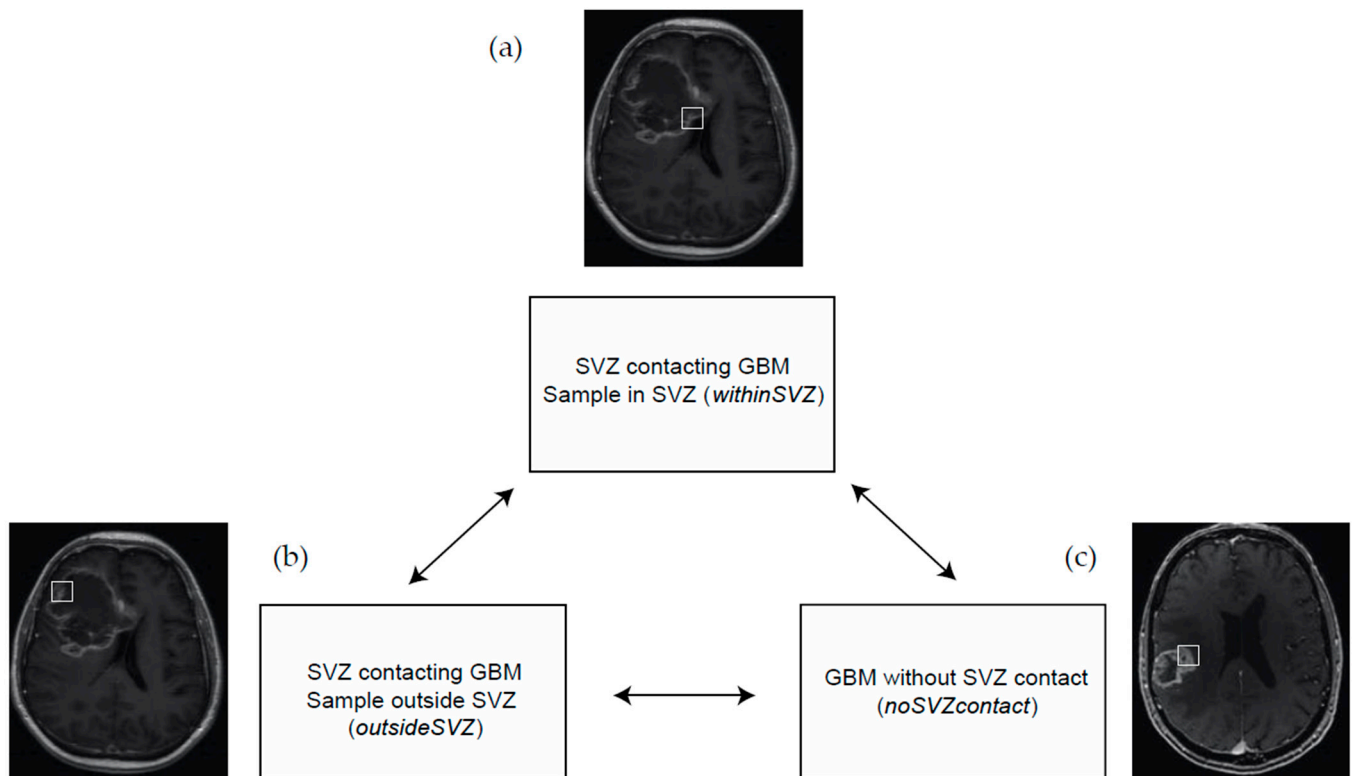 (a)
SVZ contacting GBM
Sample in SVZ (withinSVZ)
(b)
(c)
SVZ contacting GBM
Sample outside SVZ
(outsideSVZ)
GBM without SVZ contact
(noSVZcontact)